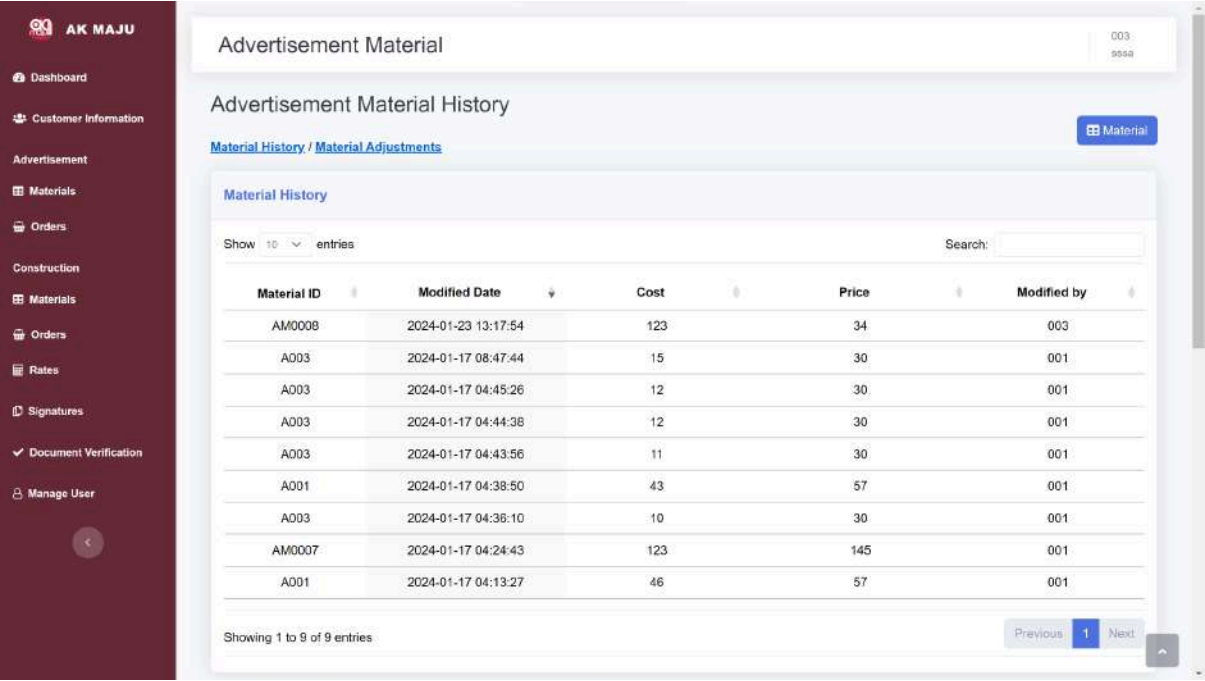 AK MAJU
Dashboard
Customer Information
Advertisement
Materials
Orders
Construction
Materials
Orders
Rates
Signatures
Document Verification
Manage User
Advertisement Material
003
sssa
Advertisement Material History
Material
Material History / Material Adjustments
Material History
Show 10 entries
Search:
Material ID Modified Date Cost Price Modified by
AM0008 2024-01-23 13:17:54 123 34 003
A003 2024-01-17 08:47:44 15 30 001
A003 2024-01-17 04:45:26 12 30 001
A003 2024-01-17 04:44:38 12 30 001
A003 2024-01-17 04:43:56 11 30 001
A001 2024-01-17 04:38:50 43 57 001
A003 2024-01-17 04:36:10 10 30 001
AM0007 2024-01-17 04:24:43 123 145 001
A001 2024-01-17 04:13:27 46 57 001
Showing 1 to 9 of 9 entries
Previous 1 Next